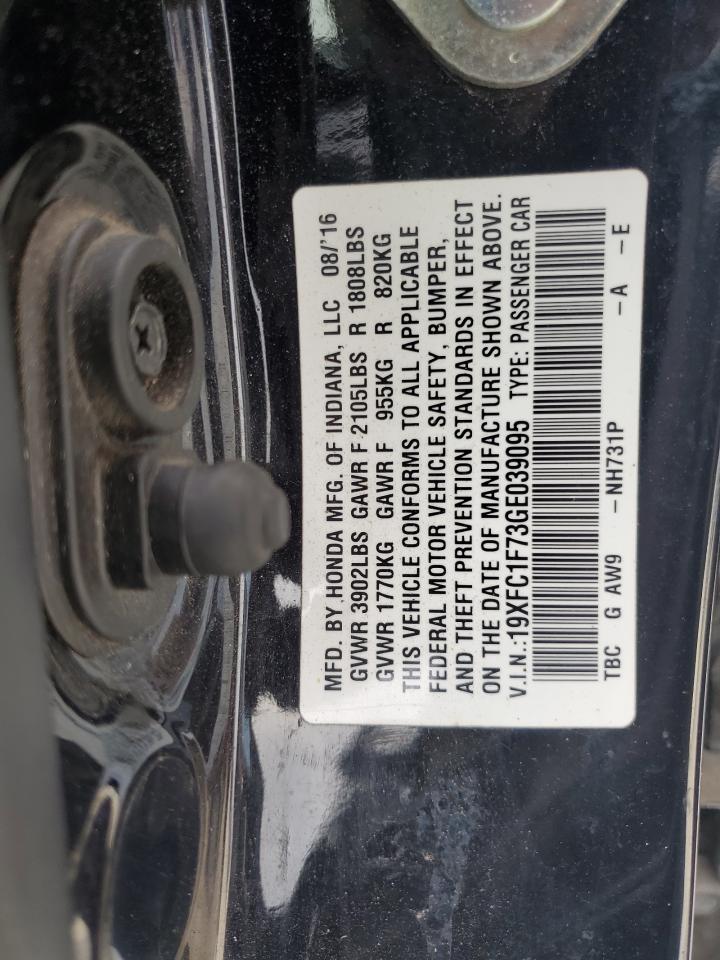 MFD. BY HONDA MFG. OF INDIANA, LLC 08/'16
GVWR 3902LBS GAWR F 2105LBS R 1808LBS
GVWR 1770KG GAWR F 955KG R 820KG
THIS VEHICLE CONFORMS TO ALL APPLICABLE
FEDERAL MOTOR VEHICLE SAFETY, BUMPER,
AND THEFT PREVENTION STANDARDS IN EFFECT
ON THE DATE OF MANUFACTURE SHOWN ABOVE.
V.I.N.:19XFC1F73GE039095 TYPE: PASSENGER CAR
TBC G AW9 -NH731P -A -E